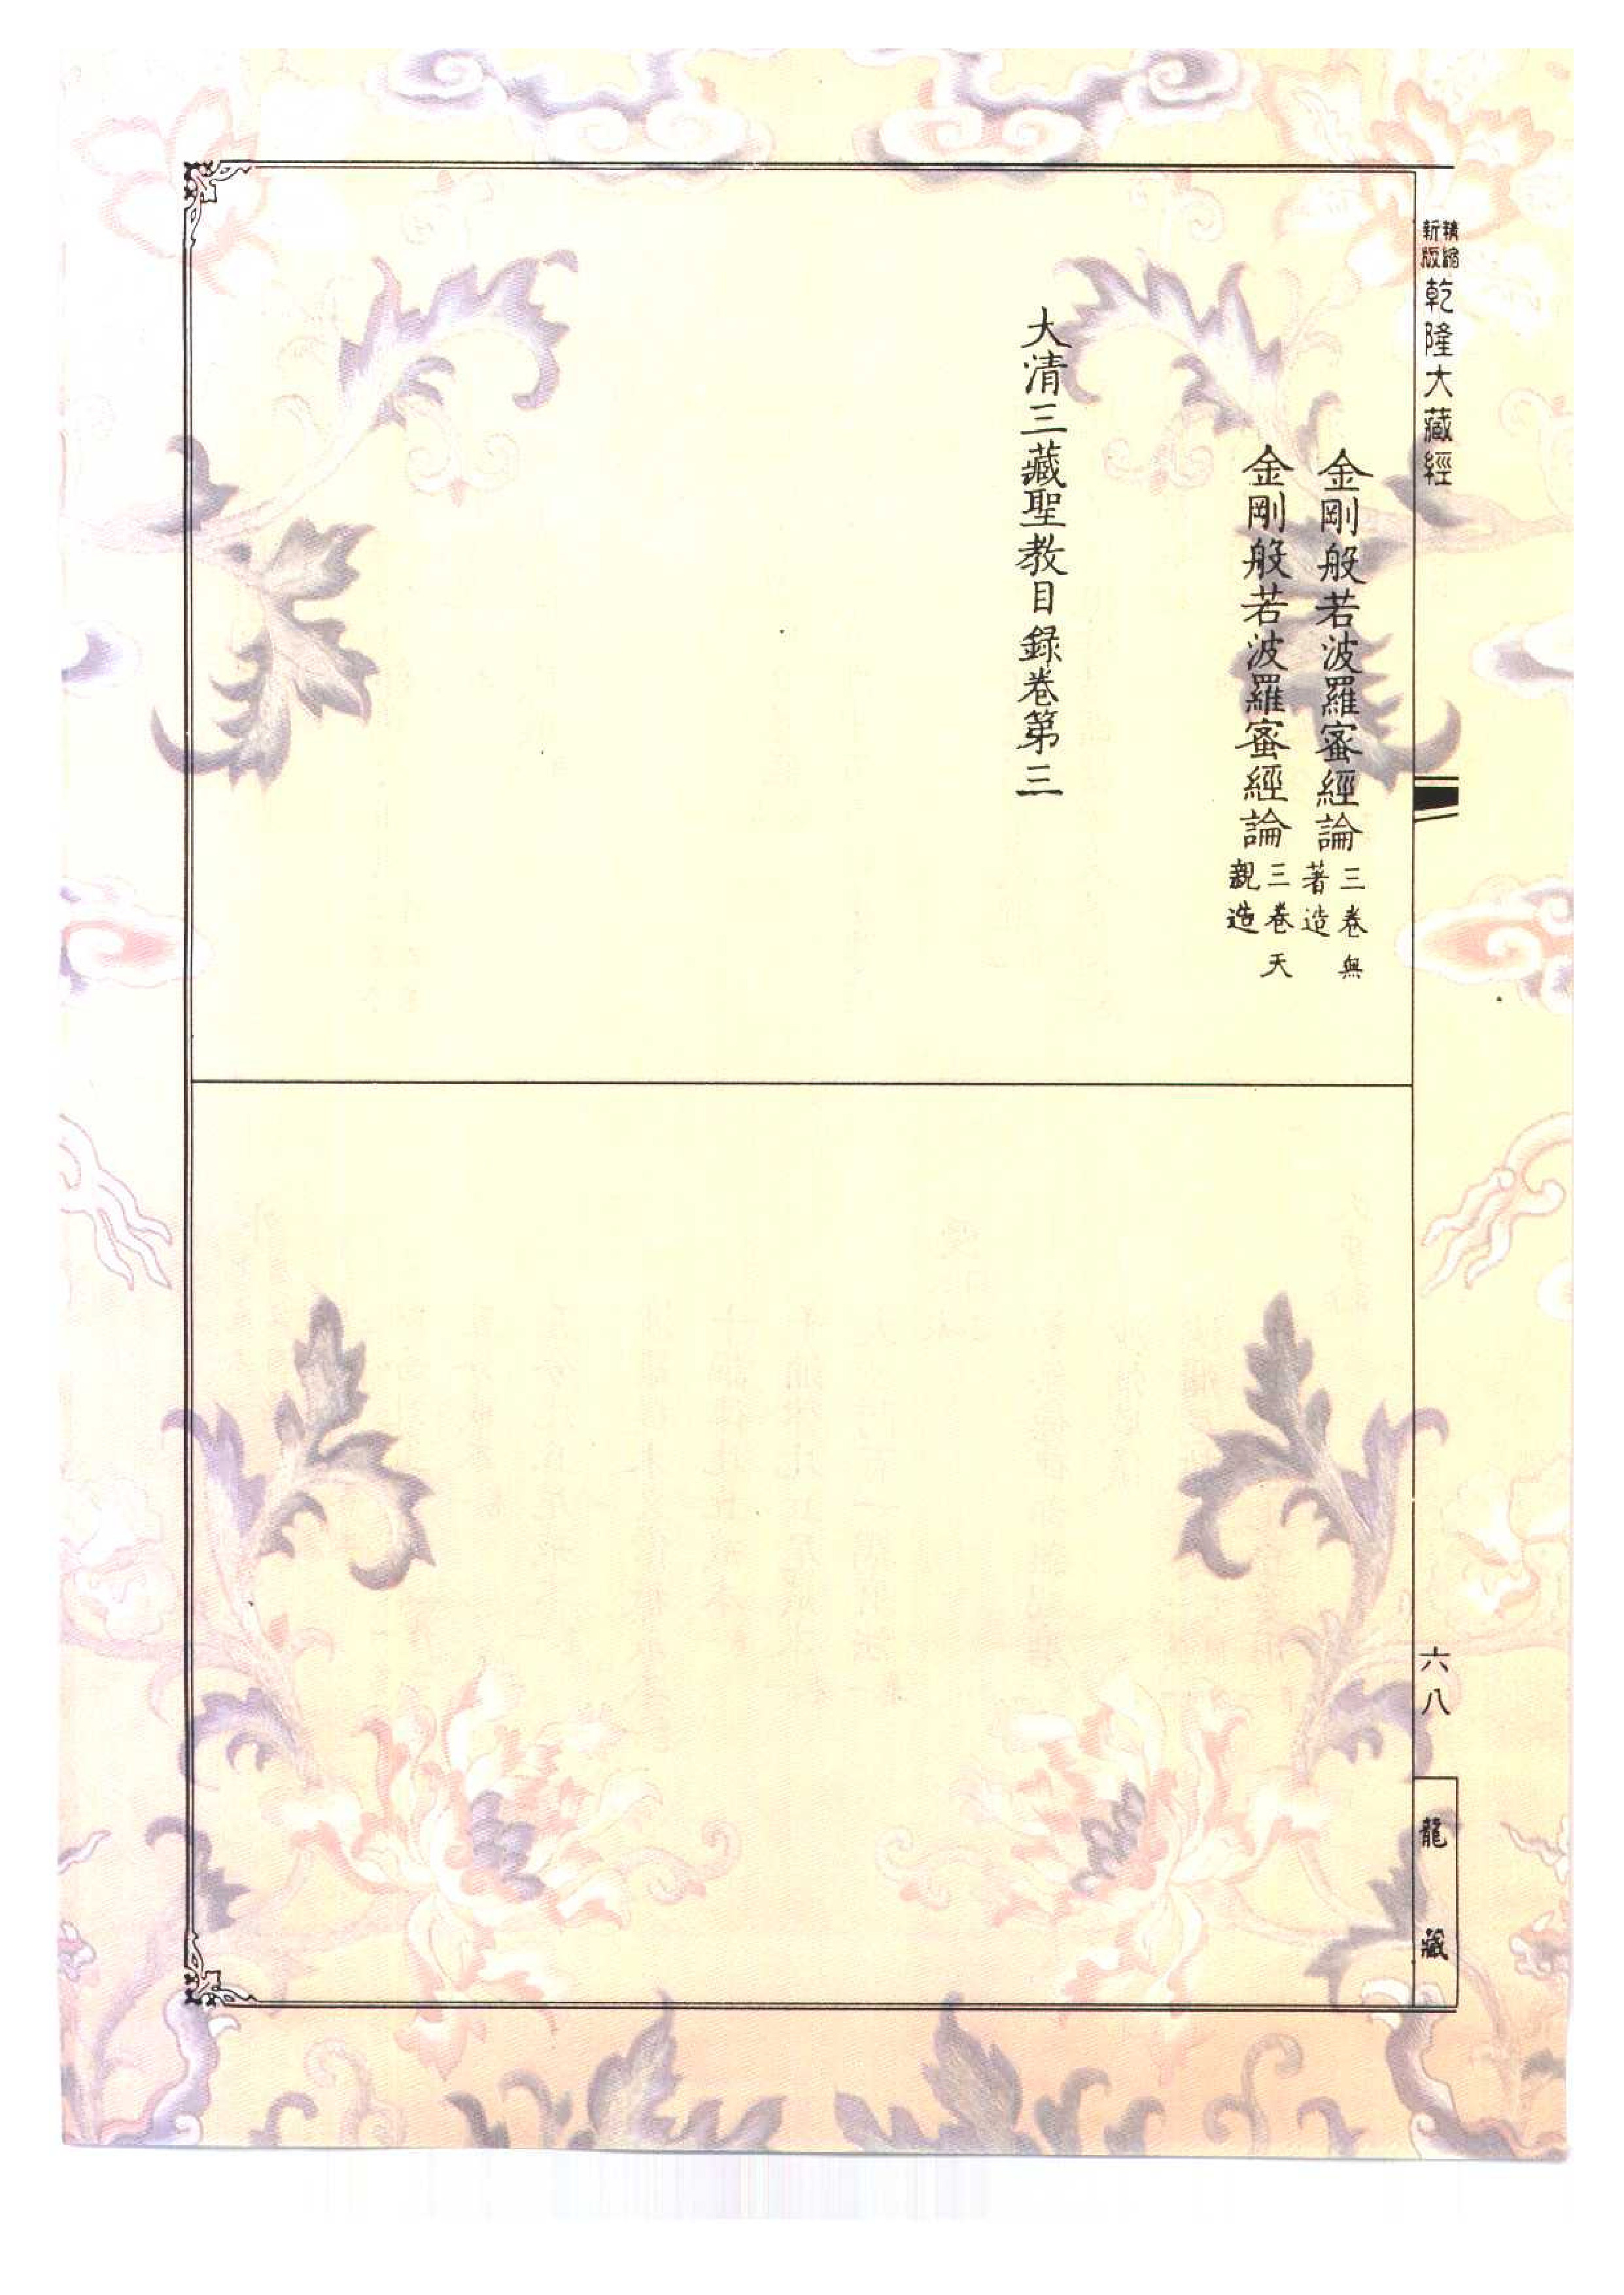 精縮新版乾隆大藏經
金剛般若波羅蜜經論三卷無著造
金剛般若波羅蜜經論三卷天親造
大清三藏聖教目錄卷第三
六八
龍藏